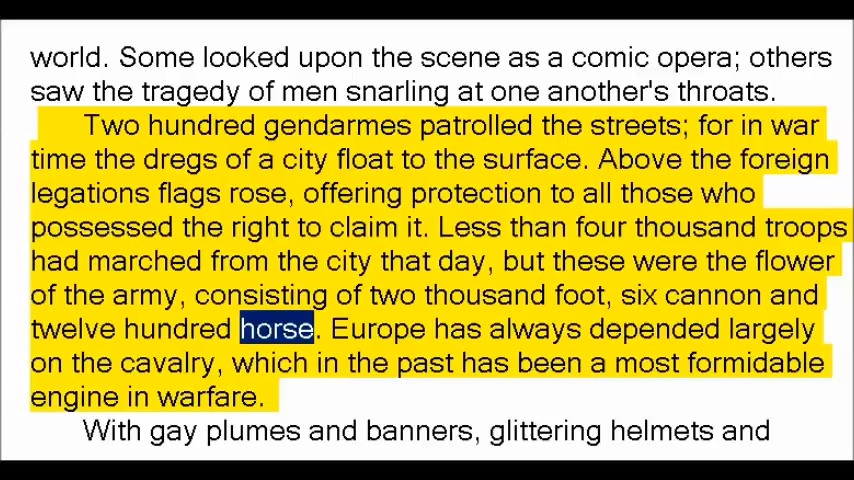 world. Some looked upon the scene as a comic opera; others
saw the tragedy of men snarling at one another's throats.
Two hundred gendarmes patrolled the streets; for in war
time the dregs of a city float to the surface. Above the foreign
legations flags rose, offering protection to all those who
possessed the right to claim it. Less than four thousand troops
had marched from the city that day, but these were the flower
of the army, consisting of two thousand foot, six cannon and
twelve hundred horse. Europe has always depended largely
on the cavalry, which in the past has been a most formidable
engine in warfare.
With gay plumes and banners, glittering helmets and